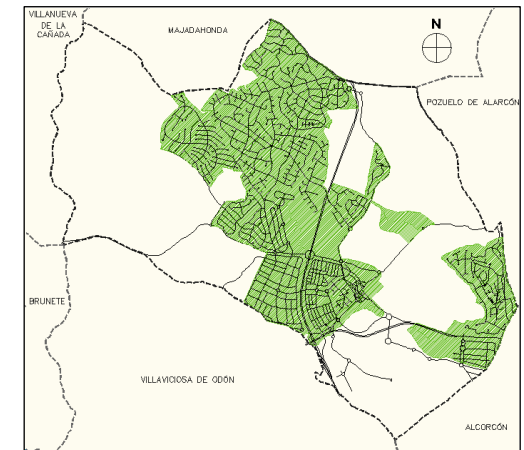 VILLANUEVA
DE LA
CAÑADA
MAJADAHONDA
N
POZUELO DE ALARCÓN
BRUNETE
VILLAVICIOSA DE ODÓN
ALCORCÓN